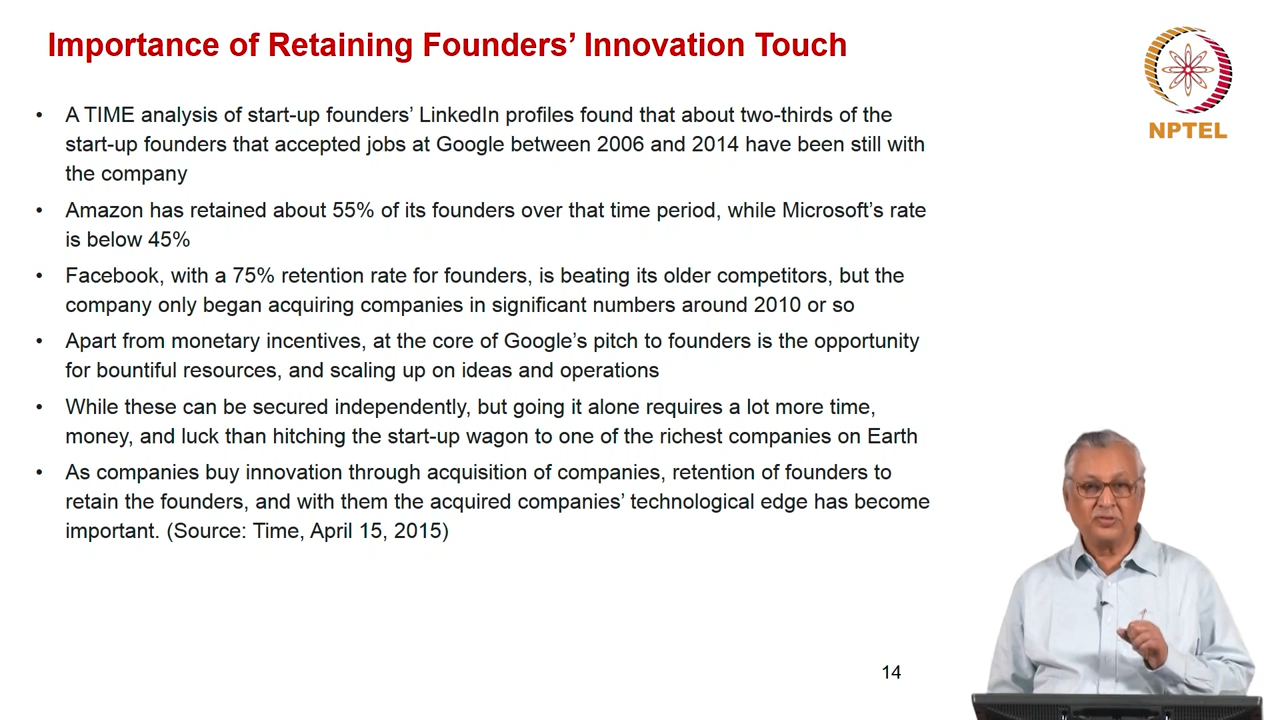 Importance of Retaining Founders’ Innovation Touch
NPTEL
• A TIME analysis of start-up founders’ LinkedIn profiles found that about two-thirds of the
start-up founders that accepted jobs at Google between 2006 and 2014 have been still with
the company
• Amazon has retained about 55% of its founders over that time period, while Microsoft’s rate
is below 45%
• Facebook, with a 75% retention rate for founders, is beating its older competitors, but the
company only began acquiring companies in significant numbers around 2010 or so
• Apart from monetary incentives, at the core of Google’s pitch to founders is the opportunity
for bountiful resources, and scaling up on ideas and operations
• While these can be secured independently, but going it alone requires a lot more time,
money, and luck than hitching the start-up wagon to one of the richest companies on Earth
• As companies buy innovation through acquisition of companies, retention of founders to
retain the founders, and with them the acquired companies’ technological edge has become
important. (Source: Time, April 15, 2015)
14